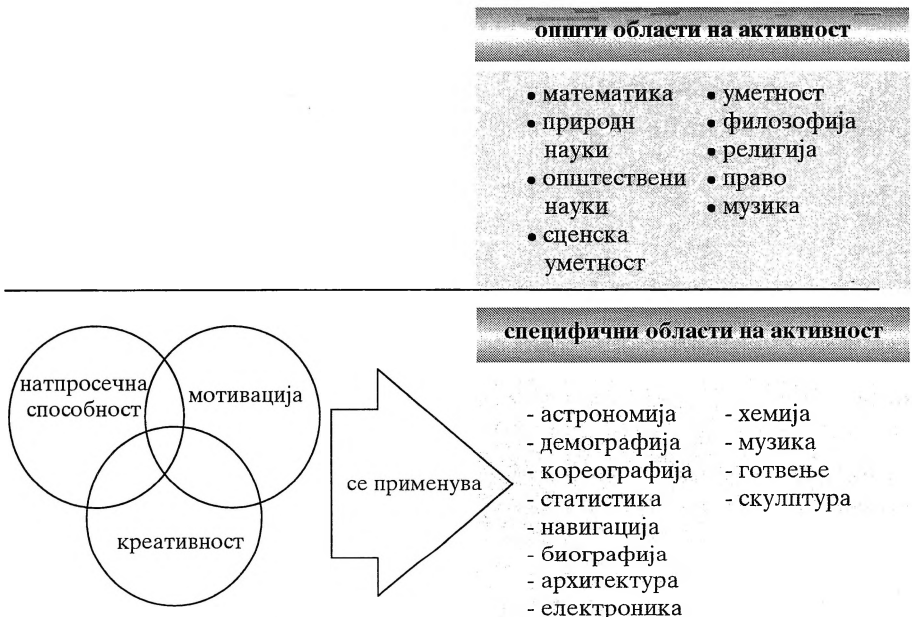 општи области на активност
• математика
• природн
науки
• општествени
науки
• сценска
уметност
• уметност
• филозофија
• религија
• право
• музика
натпросечна
способност
мотивација
креативност
се применува
специфични области на активност
- астрономија
- демографија
- кореографија
- статистика
- навигација
- биографија
- архитектура
- електроника
- хемија
- музика
- готвење
- скулптура